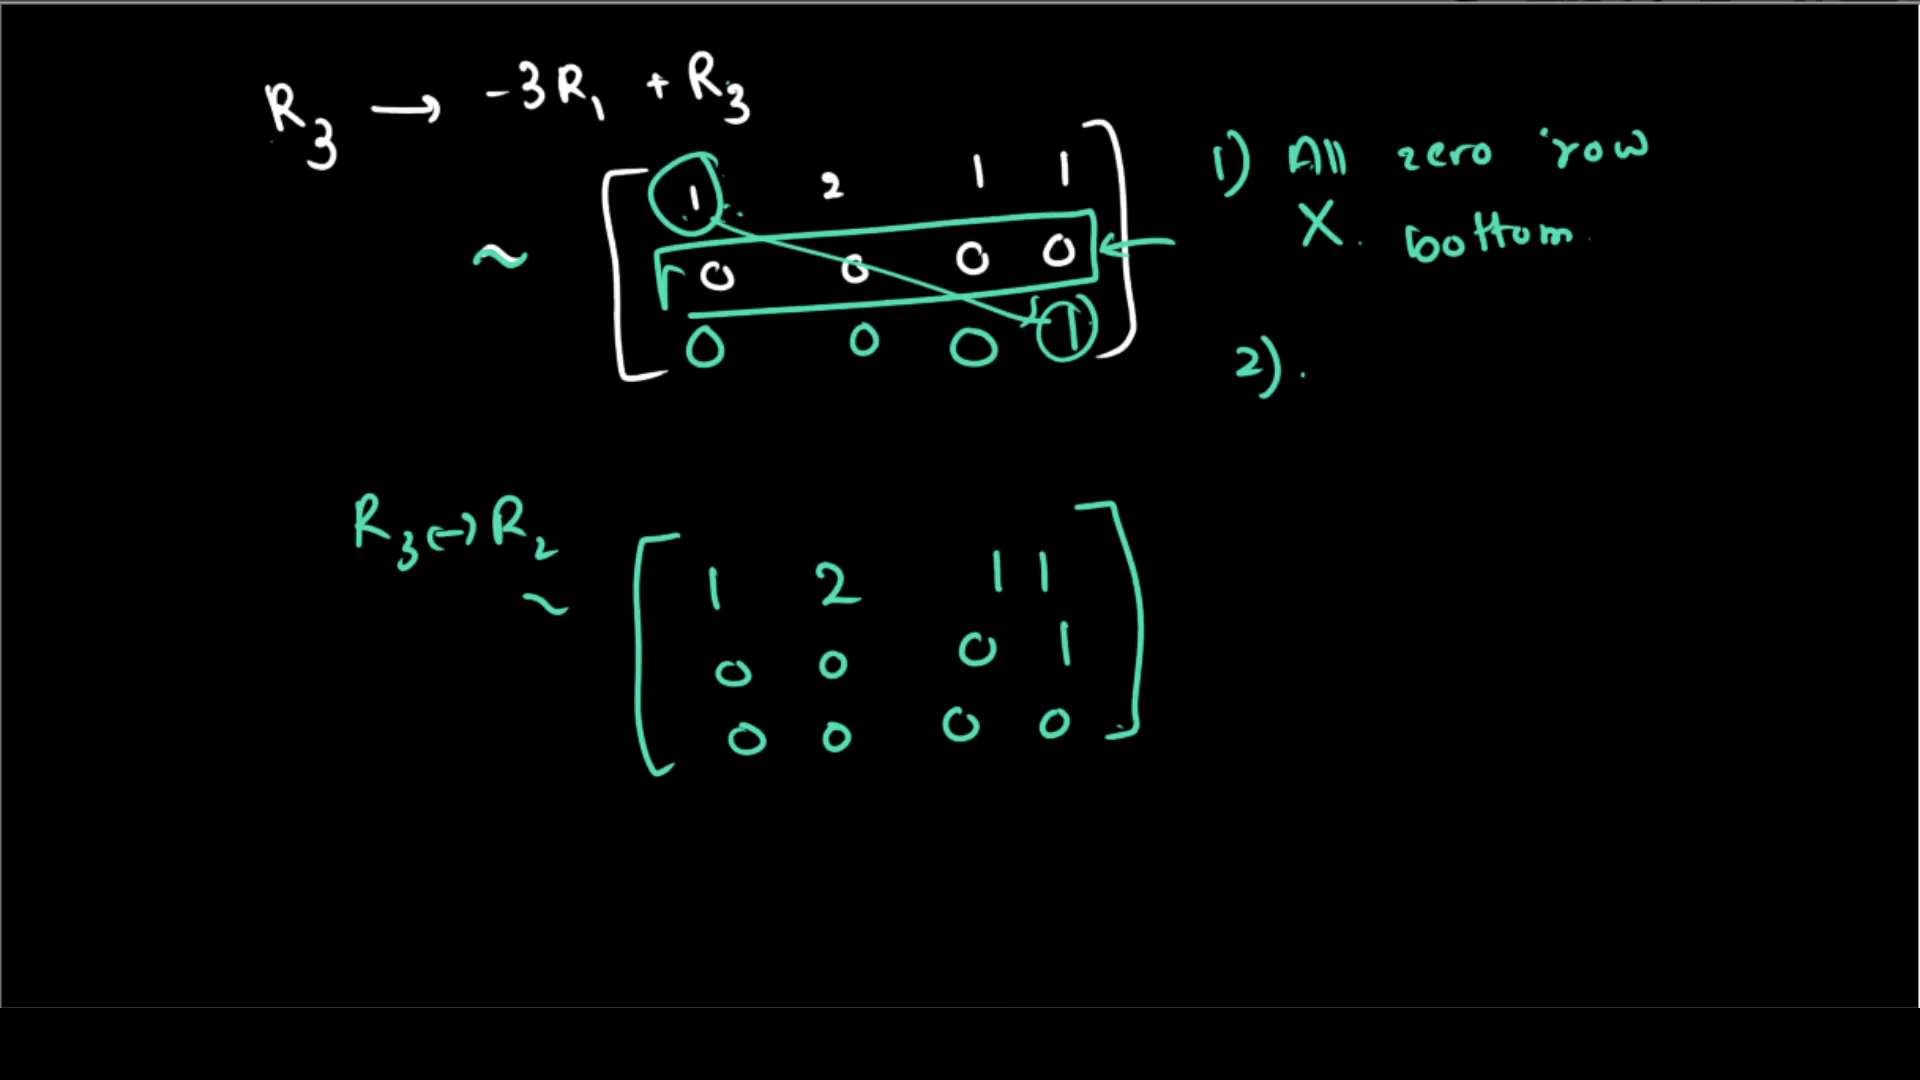 R₃ → -3R₁ + R₃
~ [ 1 2 1 1
0 0 0 0
0 0 0 1 ]
1) All zero row
X. bottom.
2).
R₃ ↔ R₂
~ [ 1 2 1 1
0 0 0 1
0 0 0 0 ]